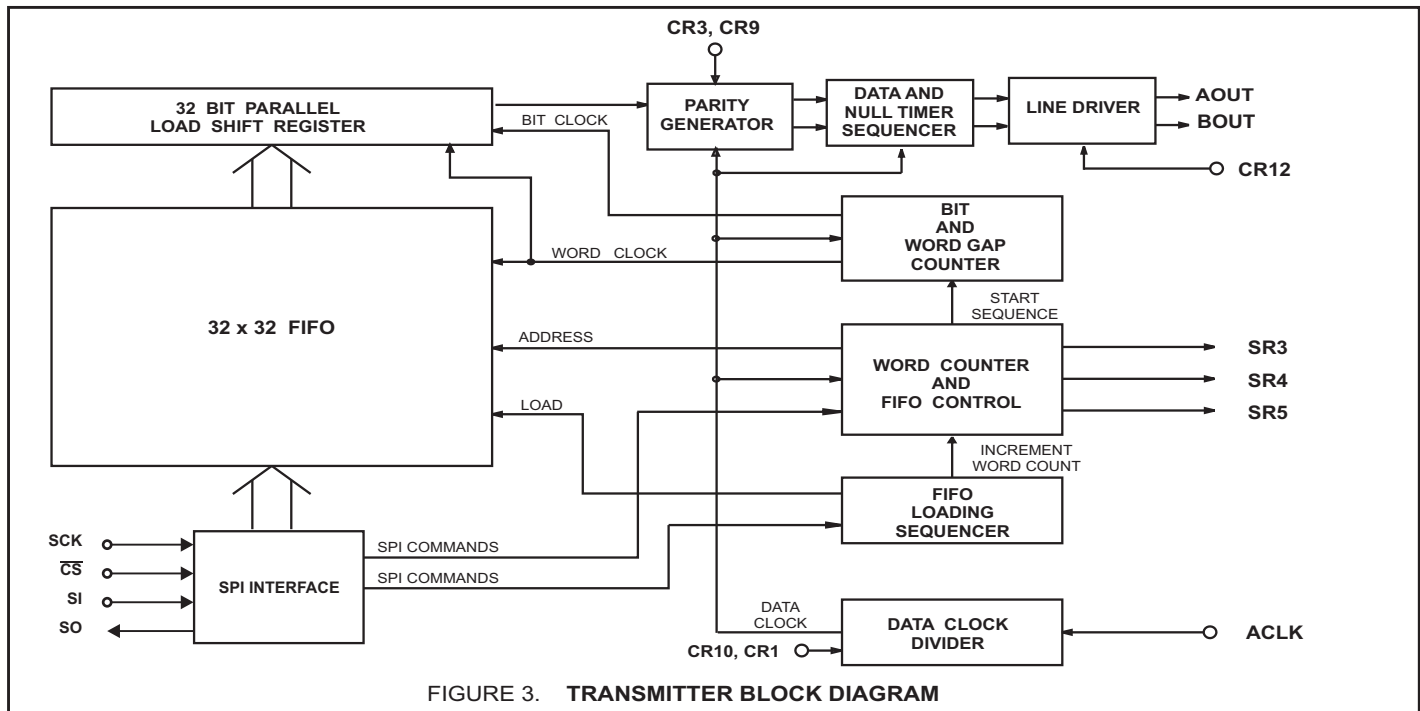 CR3, CR9
32 BIT PARALLEL
LOAD SHIFT REGISTER
BIT CLOCK
PARITY
GENERATOR
DATA AND
NULL TIMER
SEQUENCER
LINE DRIVER
AOUT
BOUT
CR12
BIT
AND
WORD GAP
COUNTER
WORD CLOCK
START
SEQUENCE
32 x 32 FIFO
ADDRESS
WORD COUNTER
AND
FIFO CONTROL
SR3
SR4
SR5
LOAD
INCREMENT
WORD COUNT
FIFO
LOADING
SEQUENCER
SCK
CS
SI
SO
SPI INTERFACE
SPI COMMANDS
SPI COMMANDS
DATA
CLOCK
DATA CLOCK
DIVIDER
ACLK
CR10, CR1
FIGURE 3. TRANSMITTER BLOCK DIAGRAM